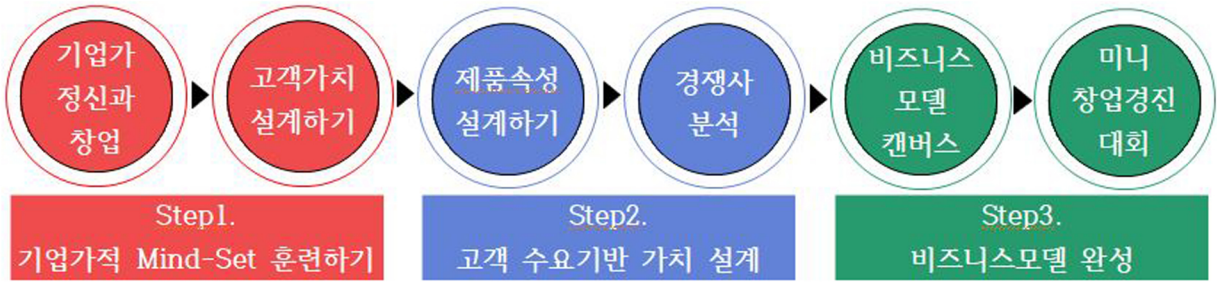 기업가
정신과
창업
고객가치
설계하기
제품속성
설계하기
경쟁사
분석
비즈니스
모델
캔버스
미니
창업경진
대회
Step1.
기업가적 Mind-Set 훈련하기
Step2.
고객 수요기반 가치 설계
Step3.
비즈니스모델 완성